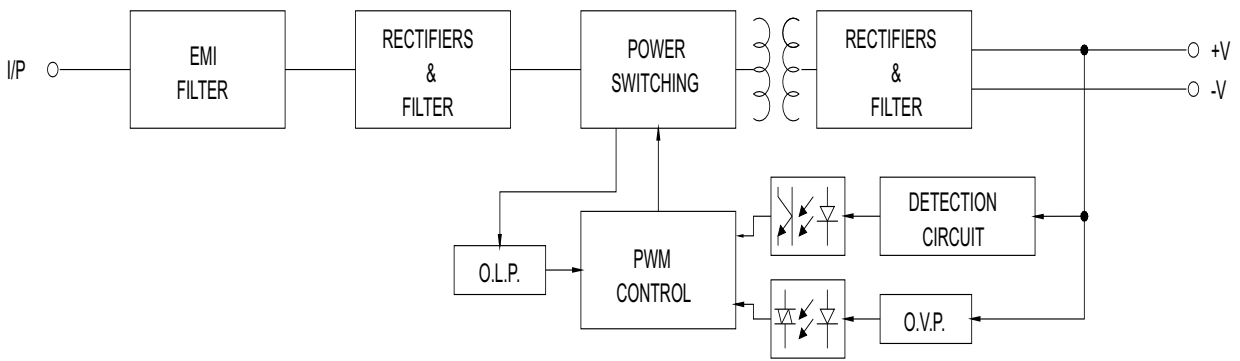 I/P
EMI
FILTER
RECTIFIERS
&
FILTER
POWER
SWITCHING
RECTIFIERS
&
FILTER
+V
-V
DETECTION
CIRCUIT
O.L.P.
PWM
CONTROL
O.V.P.